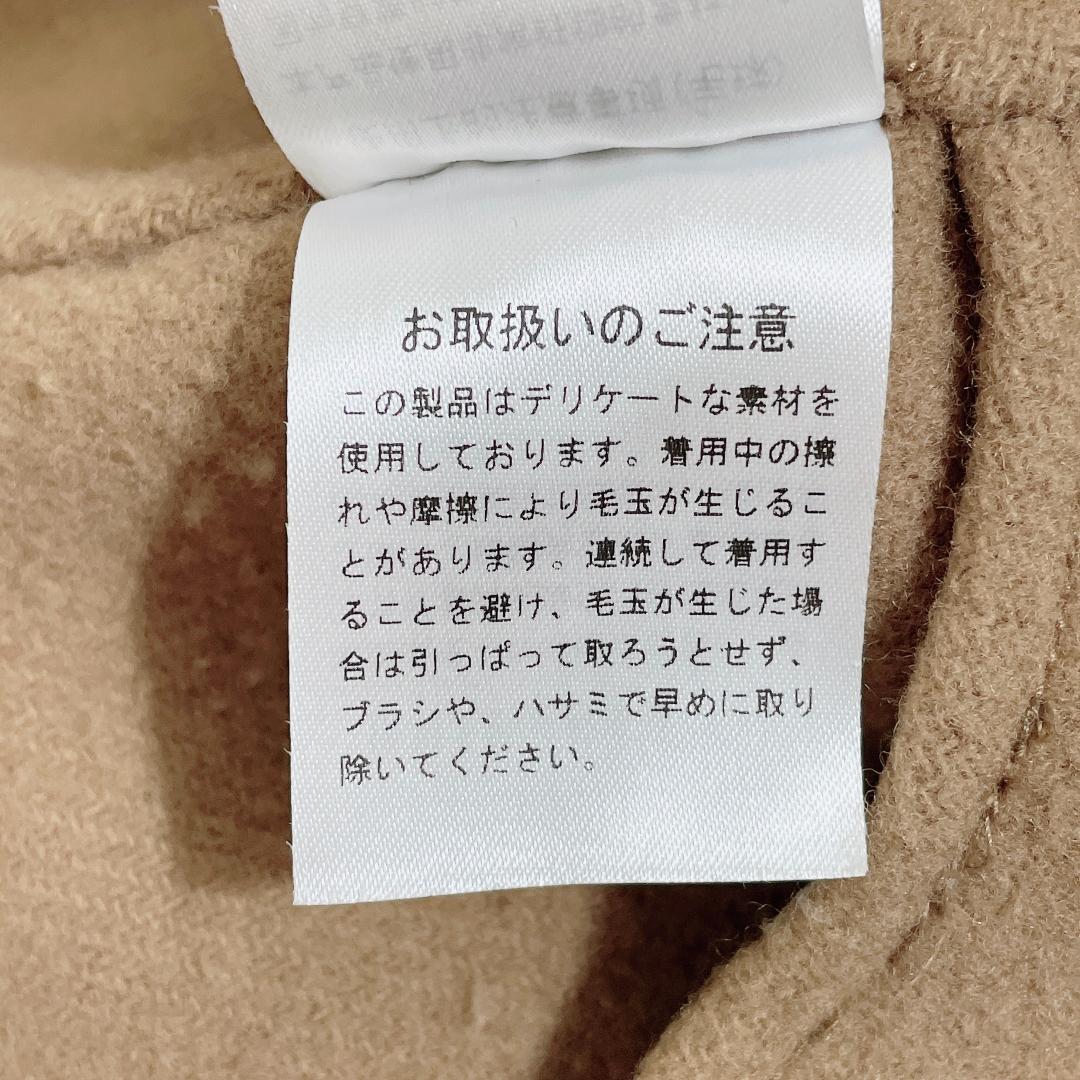 お取扱いのご注意
この製品はデリケートな素材を
使用しております。着用中の擦
れや摩擦により毛玉が生じるこ
とがあります。連続して着用す
ることを避け、毛玉が生じた場
合は引っぱって取ろうとせず、
ブラシや、ハサミで早めに取り
除いてください。